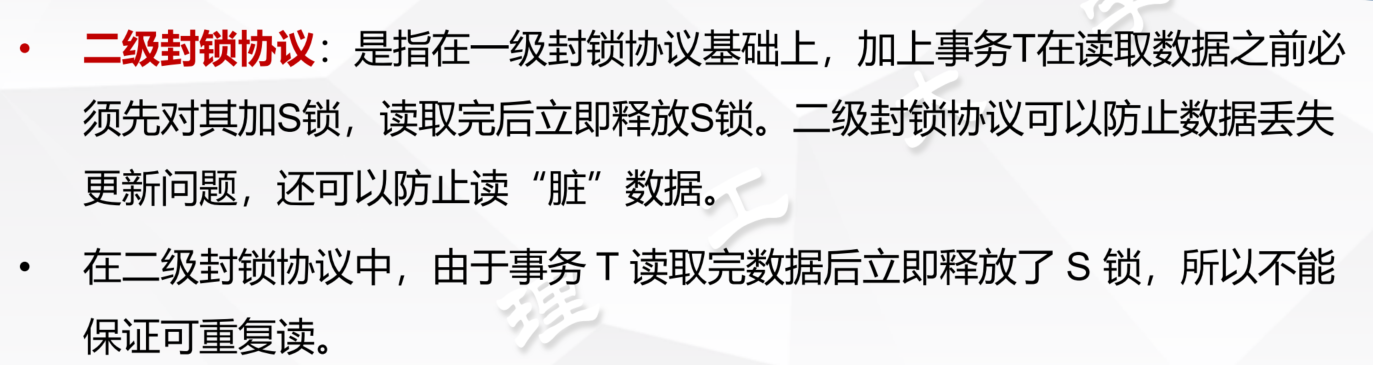 • 二级封锁协议：是指在一级封锁协议基础上，加上事务T在读取数据之前必
须先对其加S锁，读取完后立即释放S锁。二级封锁协议可以防止数据丢失
更新问题，还可以防止读“脏”数据。
• 在二级封锁协议中，由于事务 T 读取完数据后立即释放了 S 锁，所以不能
保证可重复读。
理工大学